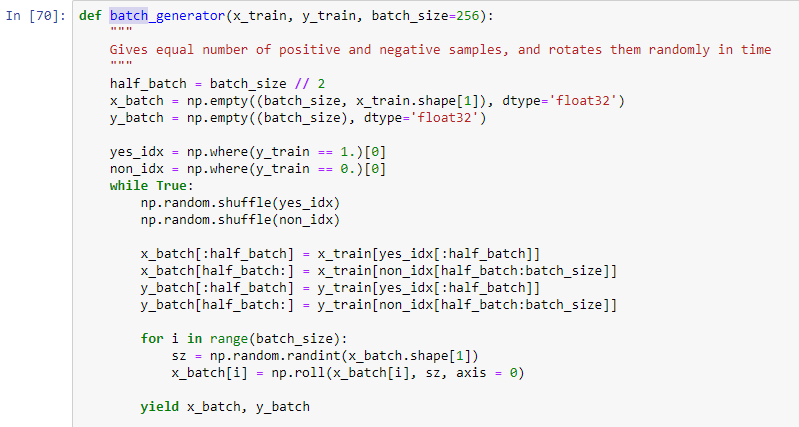 In [70]: def batch_generator(x_train, y_train, batch_size=256):
    """
    Gives equal number of positive and negative samples, and rotates them randomly in time
    """
    half_batch = batch_size // 2
    x_batch = np.empty((batch_size, x_train.shape[1]), dtype='float32')
    y_batch = np.empty((batch_size), dtype='float32')

    yes_idx = np.where(y_train == 1.)[0]
    non_idx = np.where(y_train == 0.)[0]
    while True:
        np.random.shuffle(yes_idx)
        np.random.shuffle(non_idx)

        x_batch[:half_batch] = x_train[yes_idx[:half_batch]]
        x_batch[half_batch:] = x_train[non_idx[half_batch:batch_size]]
        y_batch[:half_batch] = y_train[yes_idx[:half_batch]]
        y_batch[half_batch:] = y_train[non_idx[half_batch:batch_size]]

        for i in range(batch_size):
            sz = np.random.randint(x_batch.shape[1])
            x_batch[i] = np.roll(x_batch[i], sz, axis = 0)

        yield x_batch, y_batch